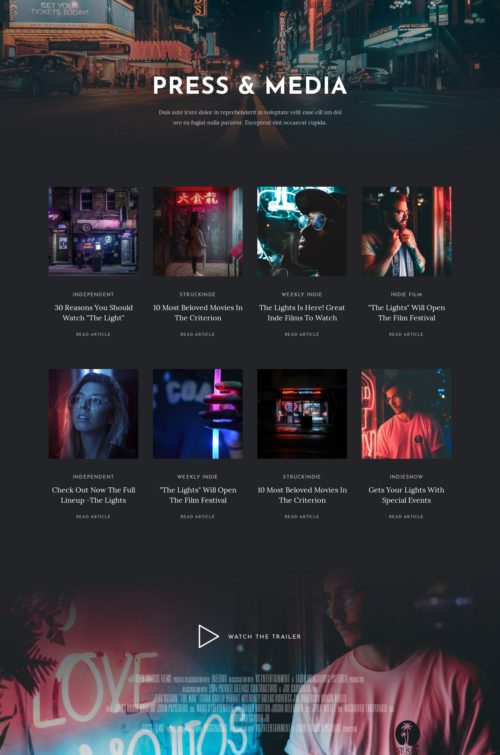 GET YOUR
TICKETS TODAY!
PRESS & MEDIA
Duis aute irure dolor in reprehenderit in voluptate velit esse cill um dol
ore eu fugiat nulla pariatur. Excepteur sint occaecat cupida.
大金龍
INDEPENDENT
30 Reasons You Should
Watch "The Light"
READ ARTICLE
STRUCKINDE
10 Most Beloved Movies In
The Criterion
READ ARTICLE
WEEKLY INDIE
The Lights Is Here! Great
Inde Films To Watch
READ ARTICLE
INDIE FILM
"The Lights" Will Open
The Film Festival
READ ARTICLE
COA
INDEPENDENT
Check Out Now The Full
Lineup -The Lights
READ ARTICLE
WEEKLY INDIE
"The Lights" Will Open
The Film Festival
READ ARTICLE
STRUCKINDIE
10 Most Beloved Movies In
The Criterion
READ ARTICLE
INDIESNOW
Gets Your Lights With
Special Events
READ ARTICLE
WATCH THE TRAILER
LOVE
MOJITOS